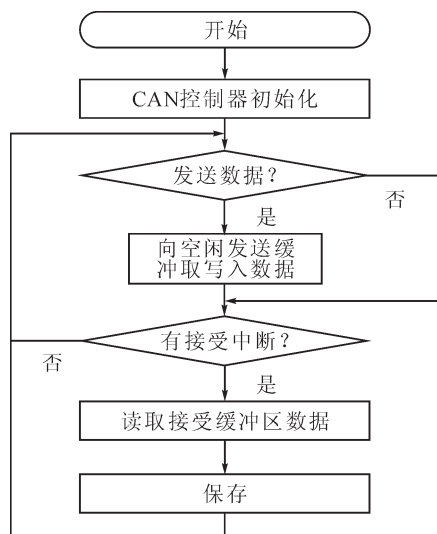 开始
CAN控制器初始化
发送数据?
否
是
向空闲发送缓
冲取写入数据
有接受中断?
否
是
读取接受缓冲区数据
保存